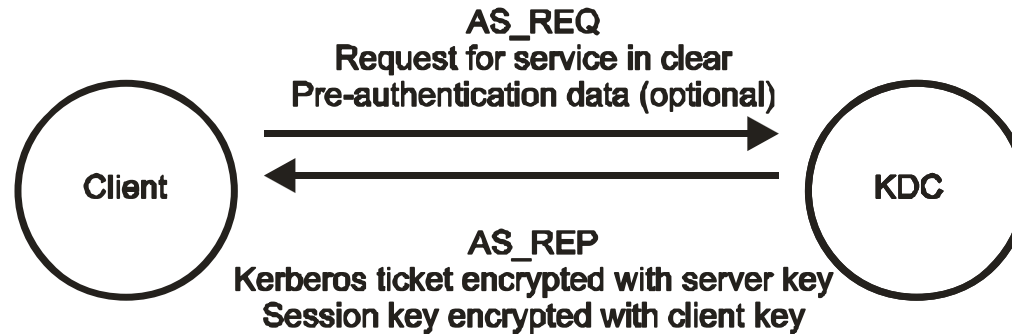 AS_REQ
Request for service in clear
Pre-authentication data (optional)
Client
KDC
AS_REP
Kerberos ticket encrypted with server key
Session key encrypted with client key